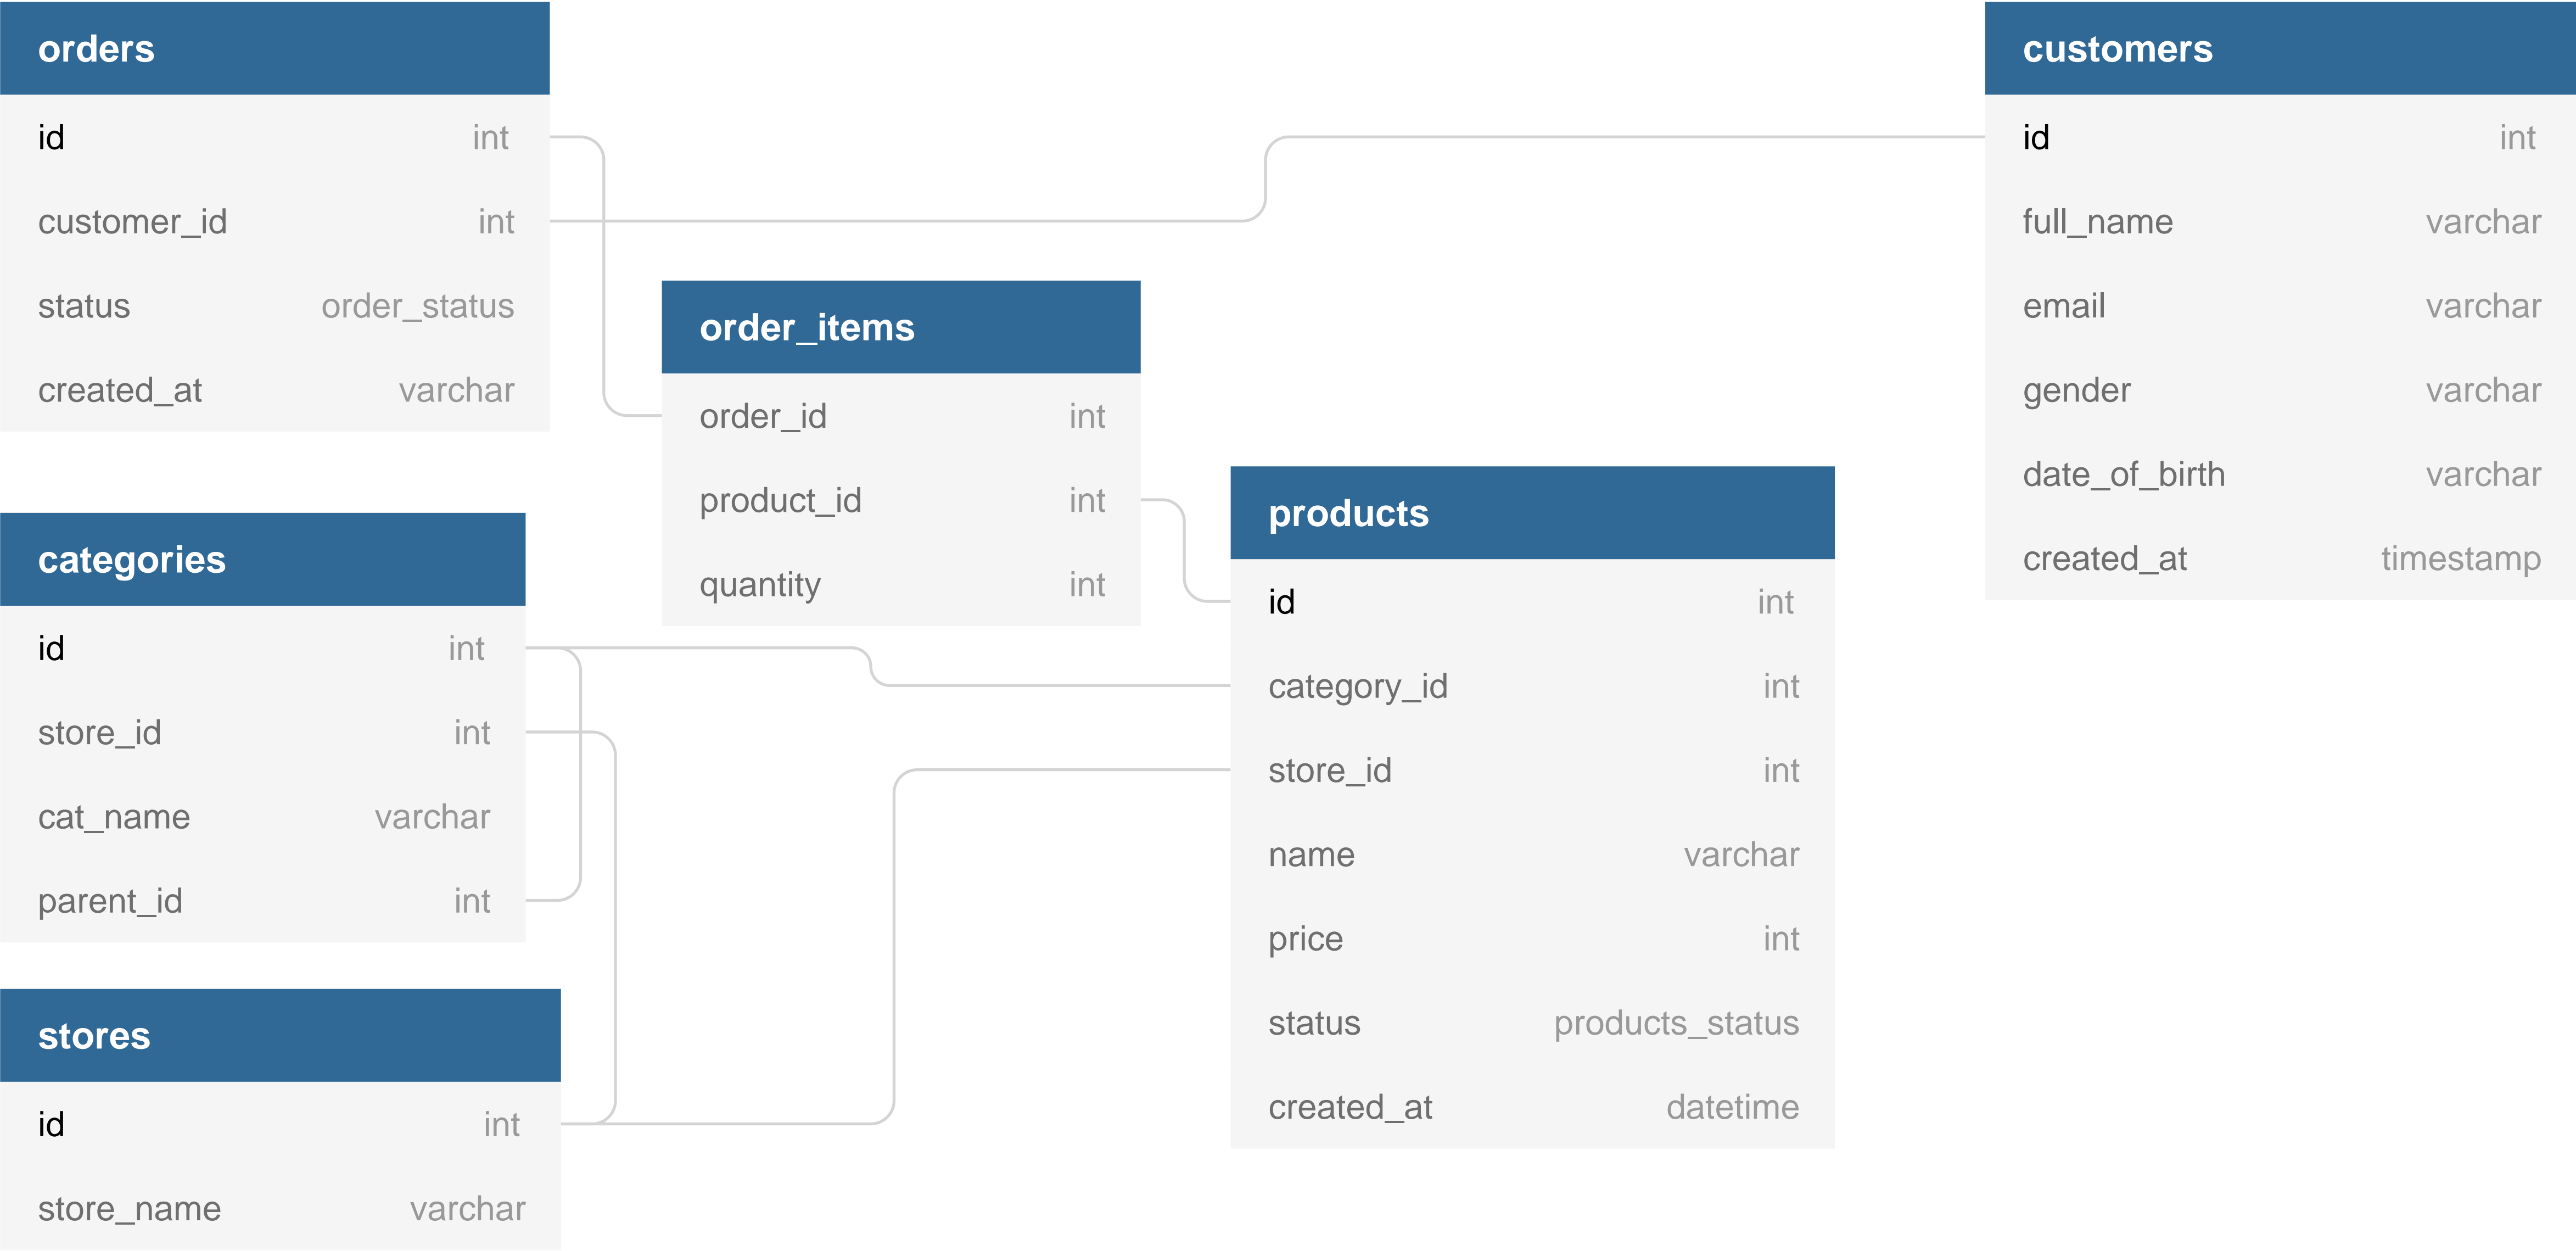 orders
id int
customer_id int
status order_status
created_at varchar
customers
id int
full_name varchar
email varchar
gender varchar
date_of_birth varchar
created_at timestamp
order_items
order_id int
product_id int
quantity int
products
id int
category_id int
store_id int
name varchar
price int
status products_status
created_at datetime
categories
id int
store_id int
cat_name varchar
parent_id int
stores
id int
store_name varchar